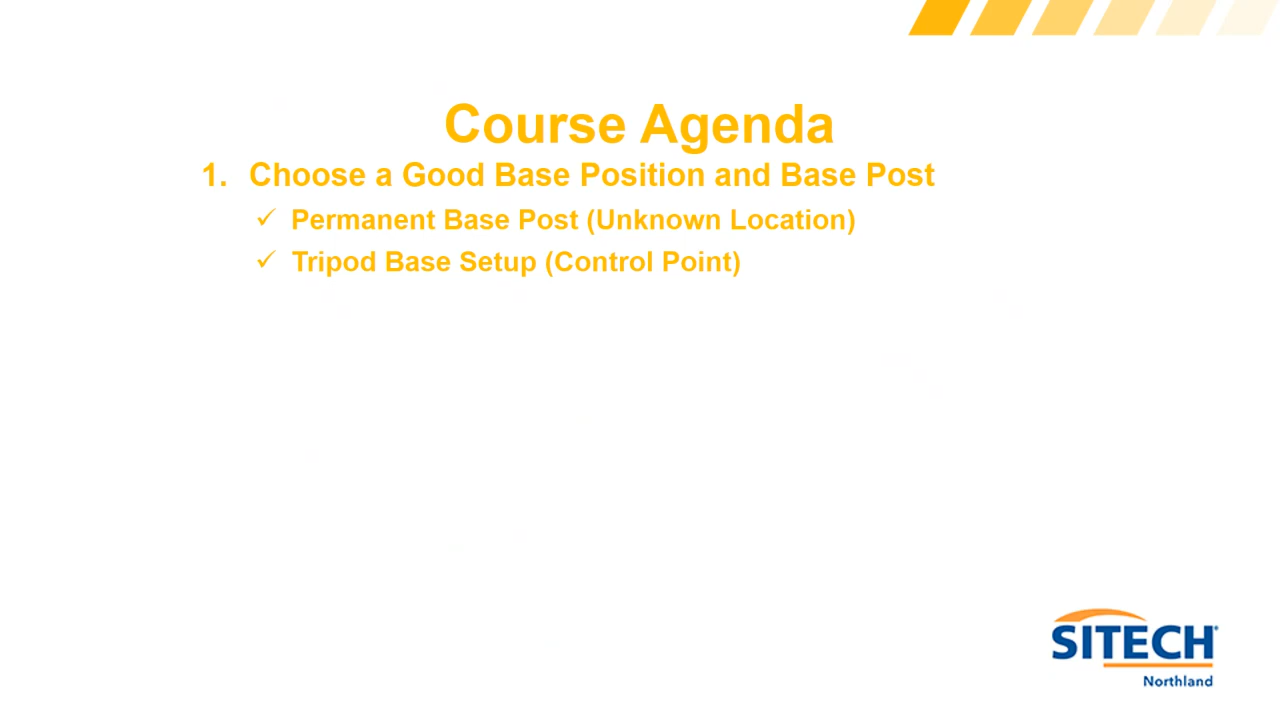 Course Agenda
1. Choose a Good Base Position and Base Post
✓ Permanent Base Post (Unknown Location)
✓ Tripod Base Setup (Control Point)
SITECH
Northland